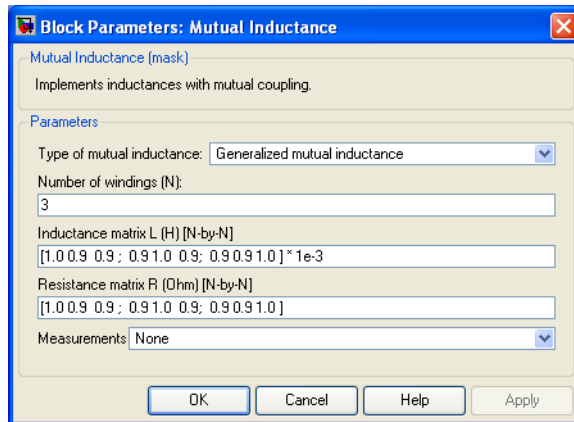 Block Parameters: Mutual Inductance
Mutual Inductance (mask)
Implements inductances with mutual coupling.
Parameters
Type of mutual inductance: Generalized mutual inductance
Number of windings (N):
3
Inductance matrix L (H) [N-by-N]
[1.0 0.9  0.9 ;  0.9 1.0  0.9;  0.9 0.9 1.0 ] * 1e-3
Resistance matrix R (Ohm) [N-by-N]
[1.0 0.9  0.9 ;  0.9 1.0  0.9;  0.9 0.9 1.0 ]
Measurements None
OK Cancel Help Apply